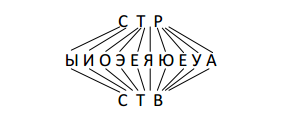 С Т Р
Ы И О Э Е Я Ю Е У А
С Т В